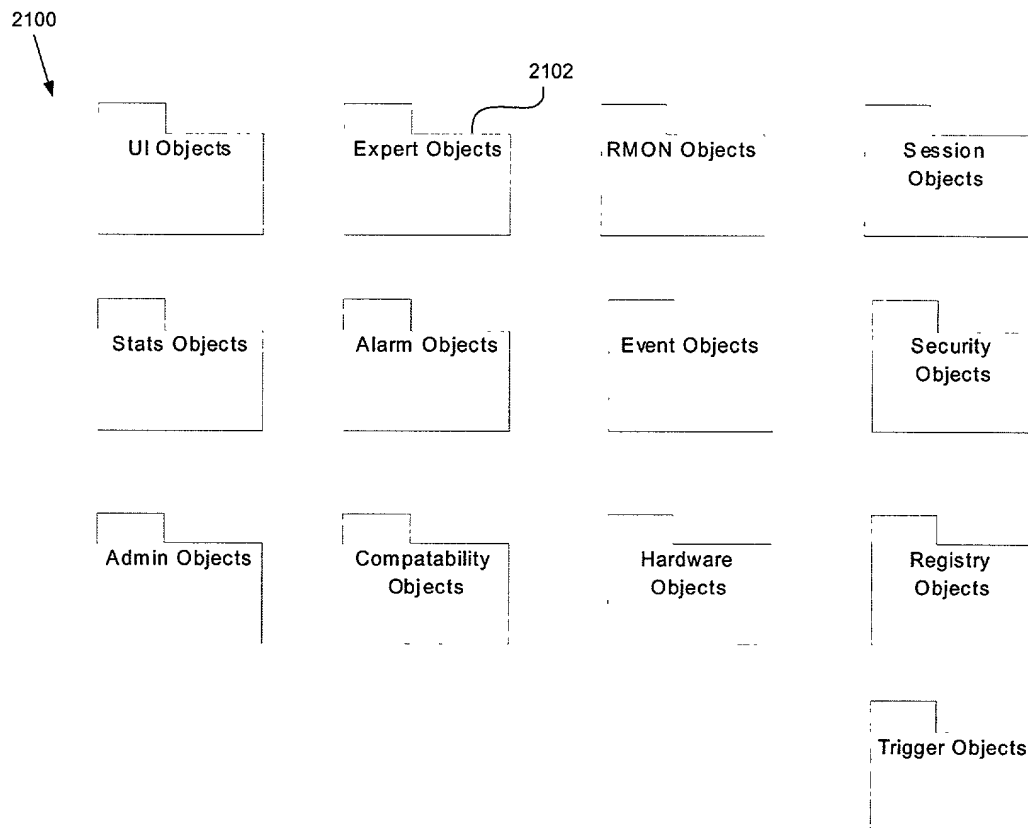 2100
2102
UI Objects
Expert Objects
RMON Objects
Session
Objects
Stats Objects
Alarm Objects
Event Objects
Security
Objects
Admin Objects
Compatability
Objects
Hardware
Objects
Registry
Objects
Trigger Objects